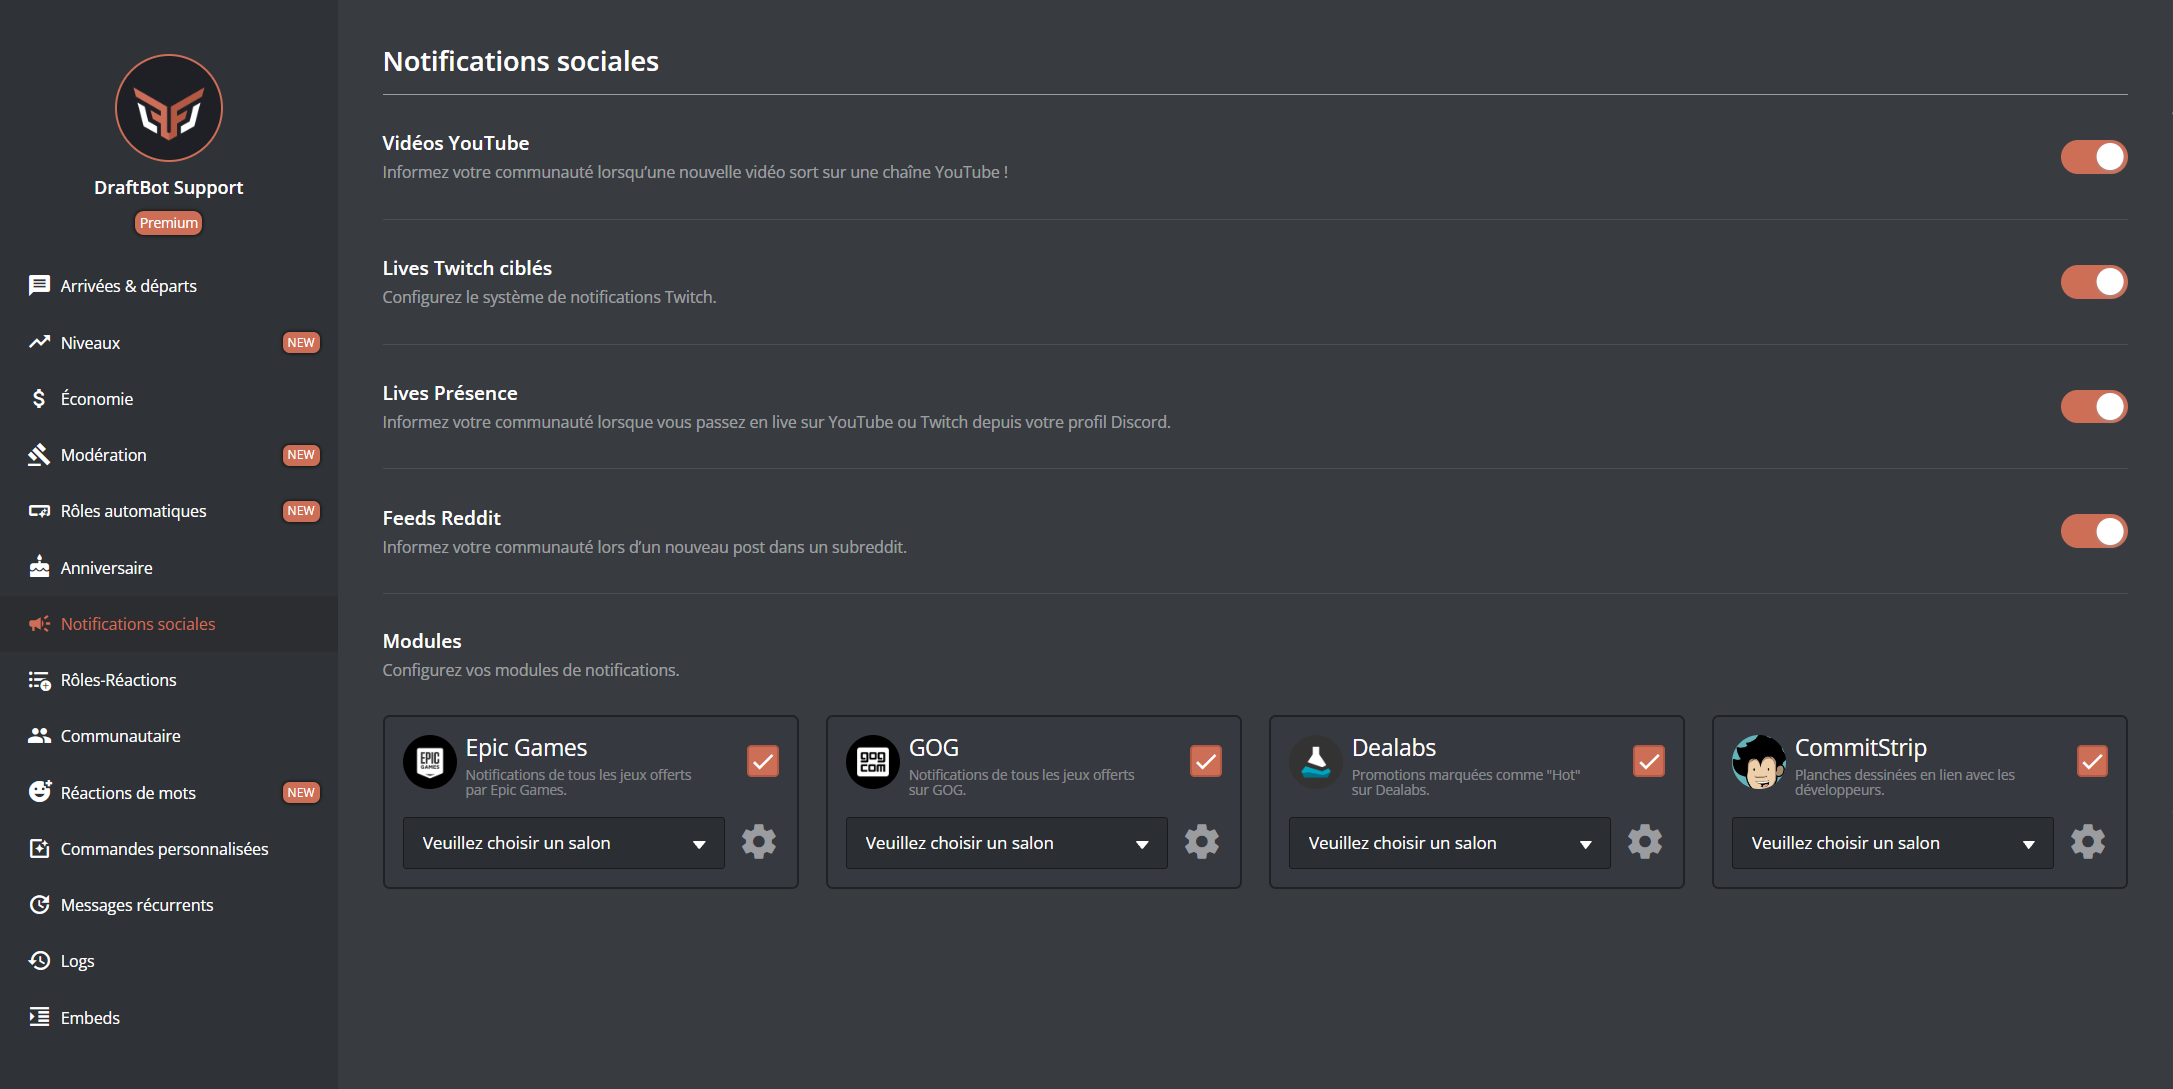 DraftBot Support
Premium
Arrivées & départs
Niveaux NEW
Économie
Modération NEW
Rôles automatiques NEW
Anniversaire
Notifications sociales
Rôles-Réactions
Communautaire
Réactions de mots NEW
Commandes personnalisées
Messages récurrents
Logs
Embeds
Notifications sociales
Vidéos YouTube
Informez votre communauté lorsqu’une nouvelle vidéo sort sur une chaîne YouTube !
Lives Twitch ciblés
Configurez le système de notifications Twitch.
Lives Présence
Informez votre communauté lorsque vous passez en live sur YouTube ou Twitch depuis votre profil Discord.
Feeds Reddit
Informez votre communauté lors d’un nouveau post dans un subreddit.
Modules
Configurez vos modules de notifications.
EPIC
GAMES
Epic Games
Notifications de tous les jeux offerts
par Epic Games.
Veuillez choisir un salon
gog
com
GOG
Notifications de tous les jeux offerts
sur GOG.
Veuillez choisir un salon
Dealabs
Promotions marquées comme "Hot"
sur Dealabs.
Veuillez choisir un salon
CommitStrip
Planches dessinées en lien avec les
développeurs.
Veuillez choisir un salon